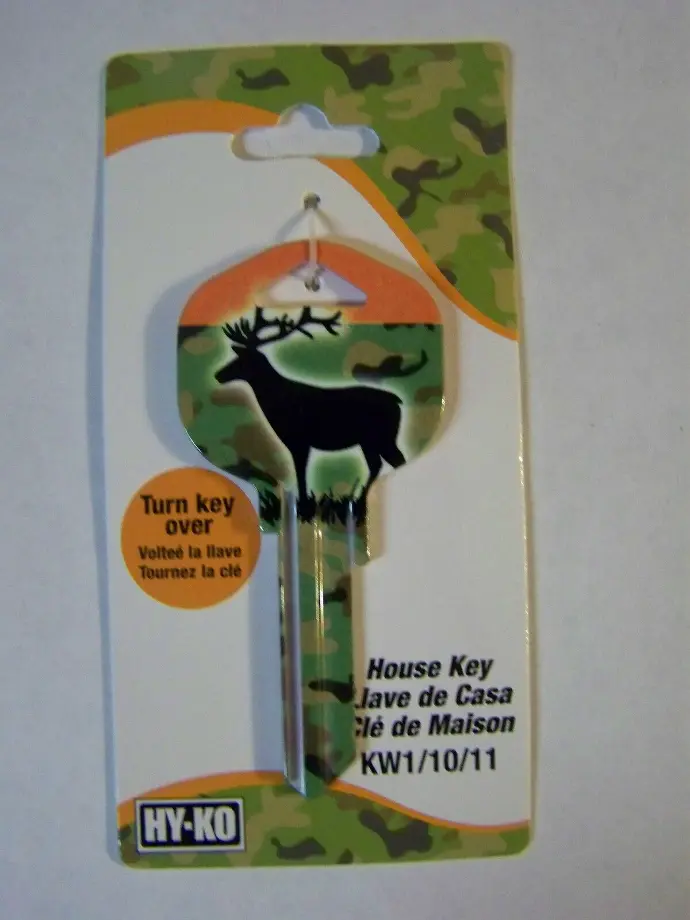 Turn key
over
Volteé la llave
Tournez la clé
House Key
Llave de Casa
Clé de Maison
KW1/10/11
HY-KO